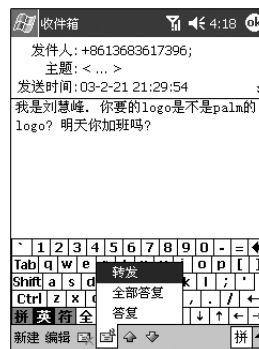 收件箱 4:18 ok
发件人: +8613683617396;
主题: < ... >
发送时间: 03-2-21 21:29:54
我是刘慧峰. 你要的logo是不是palm的
logo? 明天你加班吗?
` 1 2 3 4 5 6 7 8 9 0 - =
Tab q w e o p [ ]
转发
Shift a s d k l ; '
全部答复
Ctrl z x , . /
答复
拼 英 符 全
新建 编辑 拼